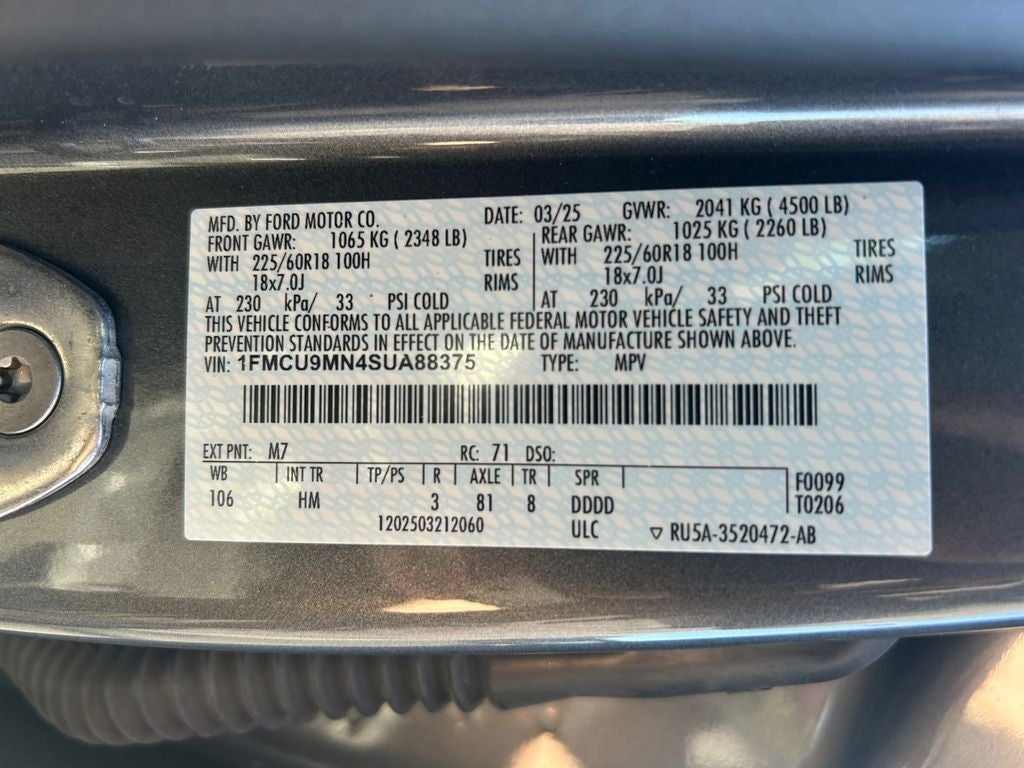 MFD. BY FORD MOTOR CO. DATE: 03/25 GVWR: 2041 KG ( 4500 LB)
FRONT GAWR: 1065 KG ( 2348 LB) REAR GAWR: 1025 KG ( 2260 LB)
WITH 225/60R18 100H TIRES WITH 225/60R18 100H TIRES
18x7.0J RIMS 18x7.0J RIMS
AT 230 kPa/ 33 PSI COLD AT 230 kPa/ 33 PSI COLD
THIS VEHICLE CONFORMS TO ALL APPLICABLE FEDERAL MOTOR VEHICLE SAFETY AND THEFT
PREVENTION STANDARDS IN EFFECT ON THE DATE OF MANUFACTURE SHOWN ABOVE.
VIN: 1FMCU9MN4SUA88375 TYPE: MPV
EXT PNT: M7 RC: 71 DSO:
WB INT TR TP/PS R AXLE TR SPR F0099
106 HM 3 81 8 DDDD T0206
1202503212060 ULC ▽ RU5A-3520472-AB